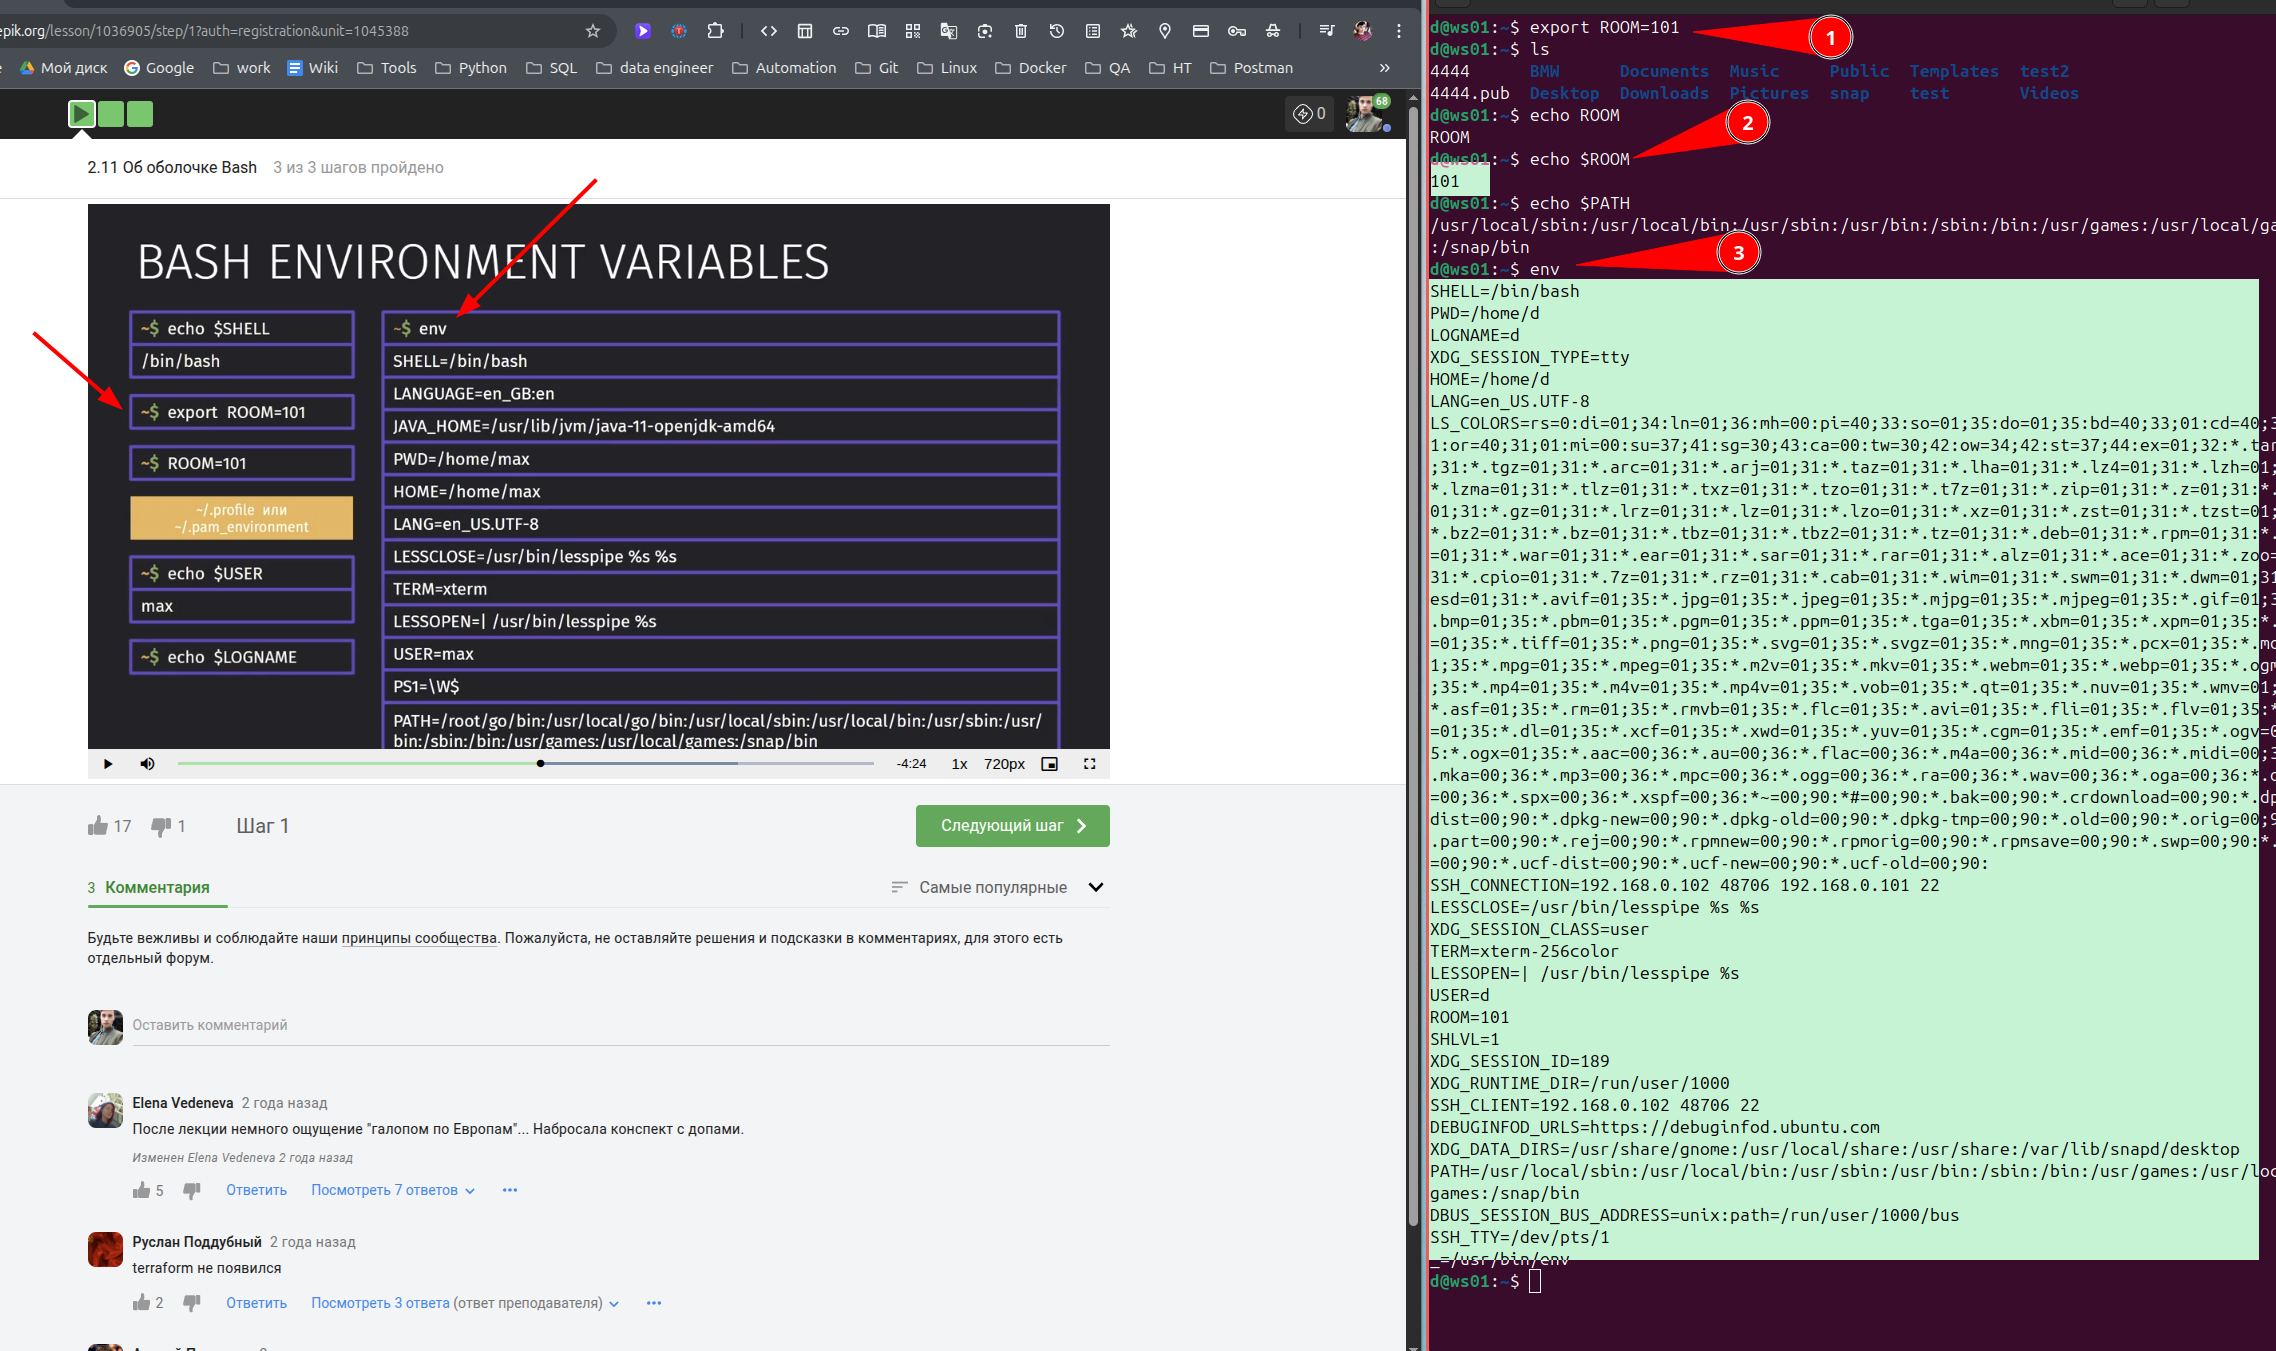 epik.org/lesson/1036905/step/1?auth=registration&unit=1045388
Мой диск Google work Wiki Tools Python SQL data engineer Automation Git Linux Docker QA HT Postman »
0 68
2.11 Об оболочке Bash 3 из 3 шагов пройдено
BASH ENVIRONMENT VARIABLES
~$ echo $SHELL
/bin/bash
~$ export ROOM=101
~$ ROOM=101
~/.profile или
~/.pam_environment
~$ echo $USER
max
~$ echo $LOGNAME
~$ env
SHELL=/bin/bash
LANGUAGE=en_GB:en
JAVA_HOME=/usr/lib/jvm/java-11-openjdk-amd64
PWD=/home/max
HOME=/home/max
LANG=en_US.UTF-8
LESSCLOSE=/usr/bin/lesspipe %s %s
TERM=xterm
LESSOPEN=| /usr/bin/lesspipe %s
USER=max
PS1=\W$
PATH=/root/go/bin:/usr/local/go/bin:/usr/local/sbin:/usr/local/bin:/usr/sbin:/usr/
bin:/sbin:/bin:/usr/games:/usr/local/games:/snap/bin
-4:24 1x 720px
17 1 Шаг 1
Следующий шаг
3 Комментария
Самые популярные
Будьте вежливы и соблюдайте наши принципы сообщества. Пожалуйста, не оставляйте решения и подсказки в комментариях, для этого есть
отдельный форум.
Оставить комментарий
Elena Vedeneva 2 года назад
После лекции немного ощущение "галопом по Европам"... Набросала конспект с допами.
Изменен Elena Vedeneva 2 года назад
5 Ответить Посмотреть 7 ответов
Руслан Поддубный 2 года назад
terraform не появился
2 Ответить Посмотреть 3 ответа (ответ преподавателя)
d@ws01:~$ export ROOM=101
1
d@ws01:~$ ls
4444 BMW Documents Music Public Templates test2
4444.pub Desktop Downloads Pictures snap test Videos
d@ws01:~$ echo ROOM
2
ROOM
d@ws01:~$ echo $ROOM
101
d@ws01:~$ echo $PATH
/usr/local/sbin:/usr/local/bin:/usr/sbin:/usr/bin:/sbin:/bin:/usr/games:/usr/local/ga
:/snap/bin
3
d@ws01:~$ env
SHELL=/bin/bash
PWD=/home/d
LOGNAME=d
XDG_SESSION_TYPE=tty
HOME=/home/d
LANG=en_US.UTF-8
LS_COLORS=rs=0:di=01;34:ln=01;36:mh=00:pi=40;33:so=01;35:do=01;35:bd=40;33;01:cd=40;3
1:or=40;31;01:mi=00:su=37;41:sg=30;43:ca=00:tw=30;42:ow=34;42:st=37;44:ex=01;32:*.tar
;31:*.tgz=01;31:*.arc=01;31:*.arj=01;31:*.taz=01;31:*.lha=01;31:*.lz4=01;31:*.lzh=01;
*.lzma=01;31:*.tlz=01;31:*.txz=01;31:*.tzo=01;31:*.t7z=01;31:*.zip=01;31:*.z=01;31:*.
01;31:*.gz=01;31:*.lrz=01;31:*.lz=01;31:*.lzo=01;31:*.xz=01;31:*.zst=01;31:*.tzst=01;
*.bz2=01;31:*.bz=01;31:*.tbz=01;31:*.tbz2=01;31:*.tz=01;31:*.deb=01;31:*.rpm=01;31:*.
=01;31:*.war=01;31:*.ear=01;31:*.sar=01;31:*.rar=01;31:*.alz=01;31:*.ace=01;31:*.zoo=
31:*.cpio=01;31:*.7z=01;31:*.rz=01;31:*.cab=01;31:*.wim=01;31:*.swm=01;31:*.dwm=01;31
esd=01;31:*.avif=01;35:*.jpg=01;35:*.jpeg=01;35:*.mjpg=01;35:*.mjpeg=01;35:*.gif=01;3
.bmp=01;35:*.pbm=01;35:*.pgm=01;35:*.ppm=01;35:*.tga=01;35:*.xbm=01;35:*.xpm=01;35:*.
=01;35:*.tiff=01;35:*.png=01;35:*.svg=01;35:*.svgz=01;35:*.mng=01;35:*.pcx=01;35:*.mo
1;35:*.mpg=01;35:*.mpeg=01;35:*.m2v=01;35:*.mkv=01;35:*.webm=01;35:*.webp=01;35:*.ogm
;35:*.mp4=01;35:*.m4v=01;35:*.mp4v=01;35:*.vob=01;35:*.qt=01;35:*.nuv=01;35:*.wmv=01;
*.asf=01;35:*.rm=01;35:*.rmvb=01;35:*.flc=01;35:*.avi=01;35:*.fli=01;35:*.flv=01;35:*
=01;35:*.dl=01;35:*.xcf=01;35:*.xwd=01;35:*.yuv=01;35:*.cgm=01;35:*.emf=01;35:*.ogv=0
5:*.ogx=01;35:*.aac=00;36:*.au=00;36:*.flac=00;36:*.m4a=00;36:*.mid=00;36:*.midi=00;3
.mka=00;36:*.mp3=00;36:*.mpc=00;36:*.ogg=00;36:*.ra=00;36:*.wav=00;36:*.oga=00;36:*.o
=00;36:*.spx=00;36:*.xspf=00;36:*~=00;90:*#=00;90:*.bak=00;90:*.crdownload=00;90:*.dp
dist=00;90:*.dpkg-new=00;90:*.dpkg-old=00;90:*.dpkg-tmp=00;90:*.old=00;90:*.orig=00;9
.part=00;90:*.rej=00;90:*.rpmnew=00;90:*.rpmorig=00;90:*.rpmsave=00;90:*.swp=00;90:*.
=00;90:*.ucf-dist=00;90:*.ucf-new=00;90:*.ucf-old=00;90:
SSH_CONNECTION=192.168.0.102 48706 192.168.0.101 22
LESSCLOSE=/usr/bin/lesspipe %s %s
XDG_SESSION_CLASS=user
TERM=xterm-256color
LESSOPEN=| /usr/bin/lesspipe %s
USER=d
ROOM=101
SHLVL=1
XDG_SESSION_ID=189
XDG_RUNTIME_DIR=/run/user/1000
SSH_CLIENT=192.168.0.102 48706 22
DEBUGINFOD_URLS=https://debuginfod.ubuntu.com
XDG_DATA_DIRS=/usr/share/gnome:/usr/local/share:/usr/share:/var/lib/snapd/desktop
PATH=/usr/local/sbin:/usr/local/bin:/usr/sbin:/usr/bin:/sbin:/bin:/usr/games:/usr/loc
games:/snap/bin
DBUS_SESSION_BUS_ADDRESS=unix:path=/run/user/1000/bus
SSH_TTY=/dev/pts/1
_=/usr/bin/env
d@ws01:~$